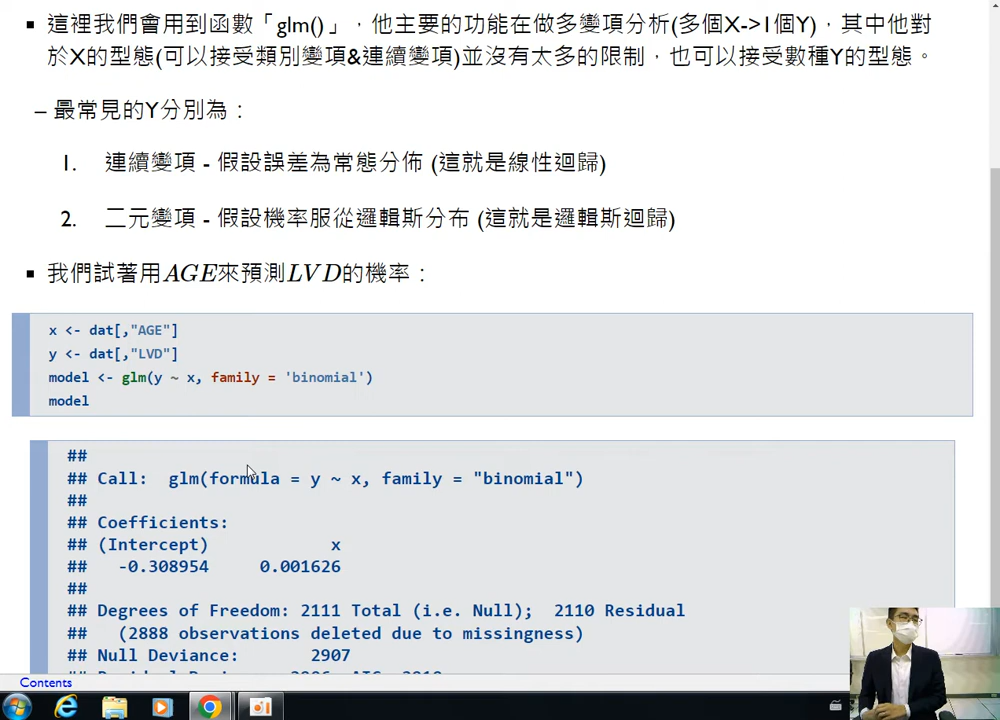 ▪ 這裡我們會用到函數「glm()」，他主要的功能在做多變項分析(多個X->1個Y)，其中他對
於X的型態(可以接受類別變項&連續變項)並沒有太多的限制，也可以接受數種Y的型態。
– 最常見的Y分別為：
1. 連續變項 - 假設誤差為常態分佈 (這就是線性迴歸)
2. 二元變項 - 假設機率服從邏輯斯分布 (這就是邏輯斯迴歸)
▪ 我們試著用AGE來預測LVD的機率：
x <- dat[,"AGE"]
y <- dat[,"LVD"]
model <- glm(y ~ x, family = 'binomial')
model
##
## Call:  glm(formula = y ~ x, family = "binomial")
##
## Coefficients:
## (Intercept)            x
##   -0.308954     0.001626
##
## Degrees of Freedom: 2111 Total (i.e. Null);  2110 Residual
##   (2888 observations deleted due to missingness)
## Null Deviance:       2907
Contents